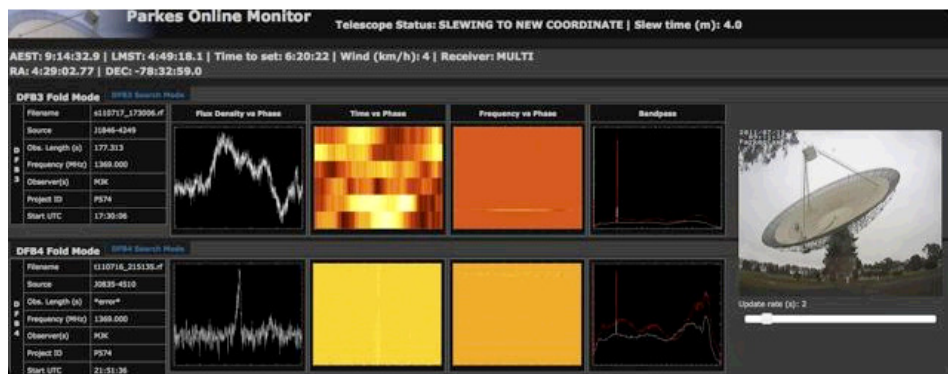 Parkes Online Monitor
Telescope Status: SLEWING TO NEW COORDINATE | Slew time (m): 4.0
AEST: 9:14:32.9 | LMST: 4:49:18.1 | Time to set: 6:20:22 | Wind (km/h): 4 | Receiver: MULTI
RA: 4:29:02.77 | DEC: -78:32:59.0
DFB3 Fold Mode DFB3 Search Mode
Filename s110717_173006.rf Flux Density vs Phase Time vs Phase Frequency vs Phase Bandpass
Source J1846-4249
Obs. Length (s) 177.313
Frequency (MHz) 1369.000
Observer(s) MJK
Project ID P574
Start UTC 17:30:06
DFB3
DFB4 Fold Mode DFB4 Search Mode
Filename t110716_215135.rf
Source J0835-4510
Obs. Length (s) *error*
Frequency (MHz) 1369.000
Observer(s) MJK
Project ID P574
Start UTC 21:51:36
DFB4
Update rate (s): 2